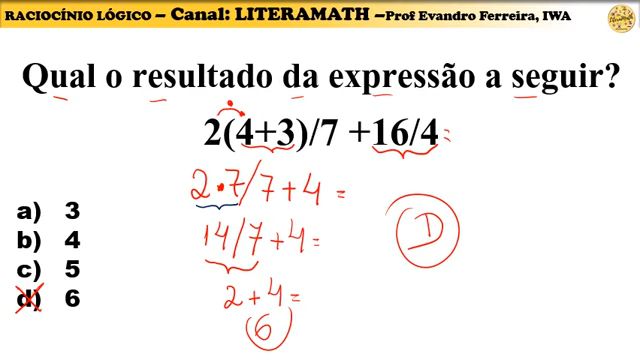 RACIOCÍNIO LÓGICO – Canal: LITERAMATH –Prof Evandro Ferreira, IWA
Qual o resultado da expressão a seguir?
2(4+3)/7 +16/4=
2·7/7+4=
14/7+4=
2+4=
6
D
a) 3
b) 4
c) 5
d) 6